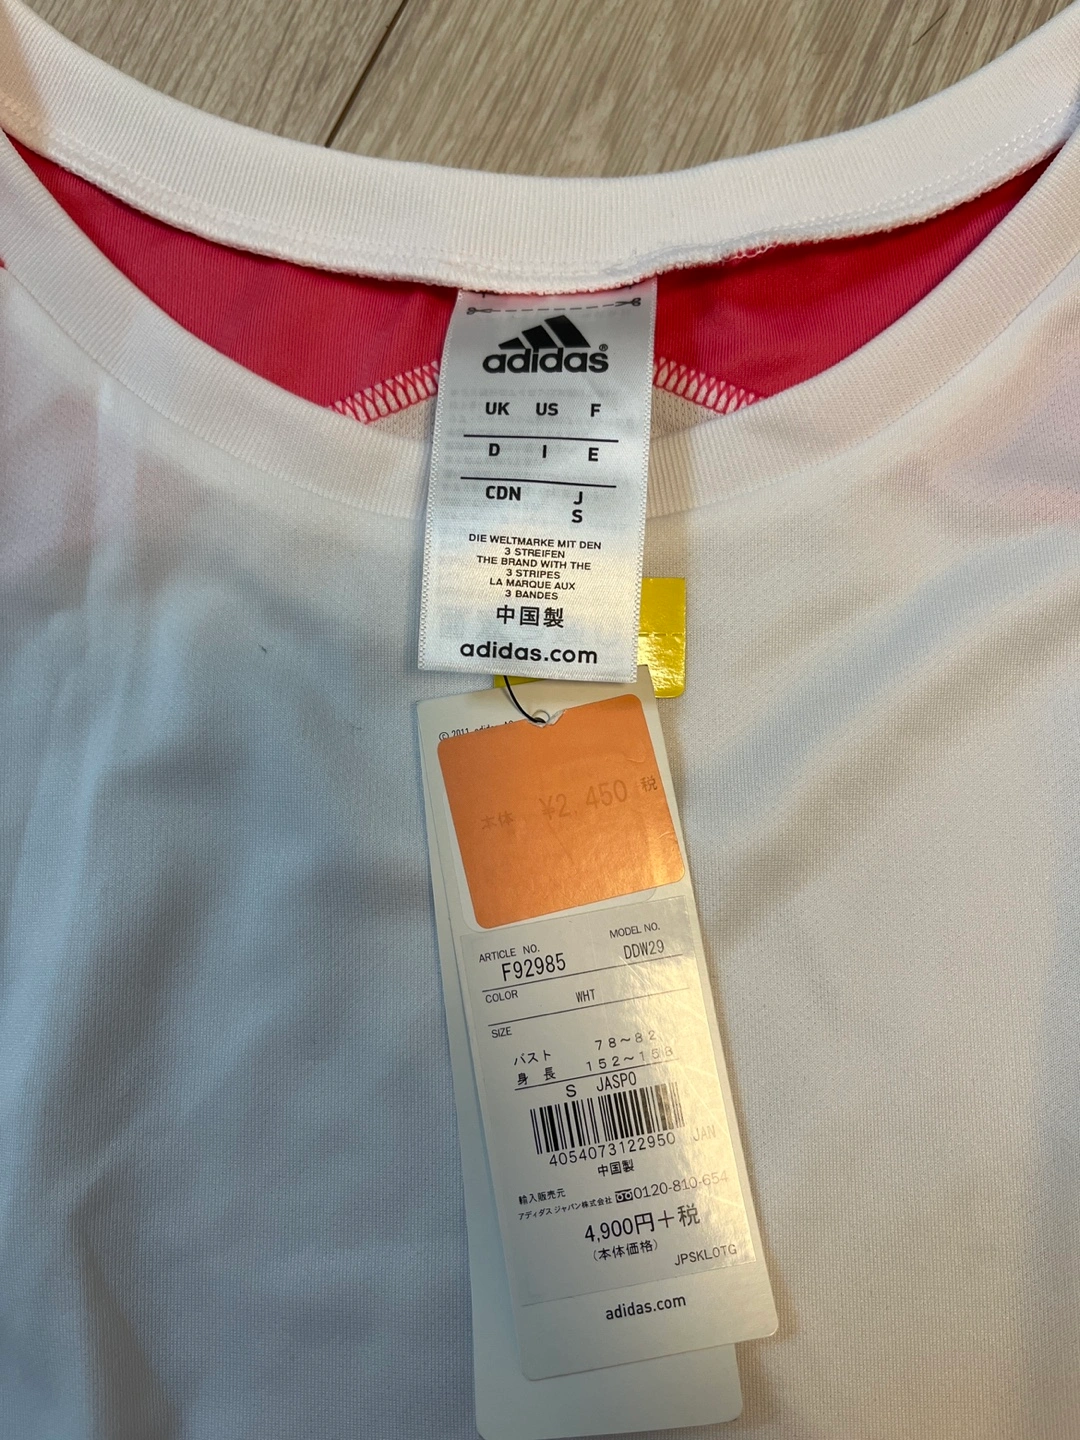 adidas®
UK US F
D I E
CDN J
S
DIE WELTMARKE MIT DEN
3 STREIFEN
THE BRAND WITH THE
3 STRIPES
LA MARQUE AUX
3 BANDES
中国製
adidas.com
© 2011 adidas
本体 ¥2,450 税
ARTICLE NO. MODEL NO.
F92985 DDW29
COLOR WHT
SIZE
バスト 78～82
身長 152～158
S JASPO
4054073122950 JAN
中国製
輸入販売元
アディダス ジャパン株式会社 0120-810-654
4,900円＋税
(本体価格)
JPSKLOTG
adidas.com